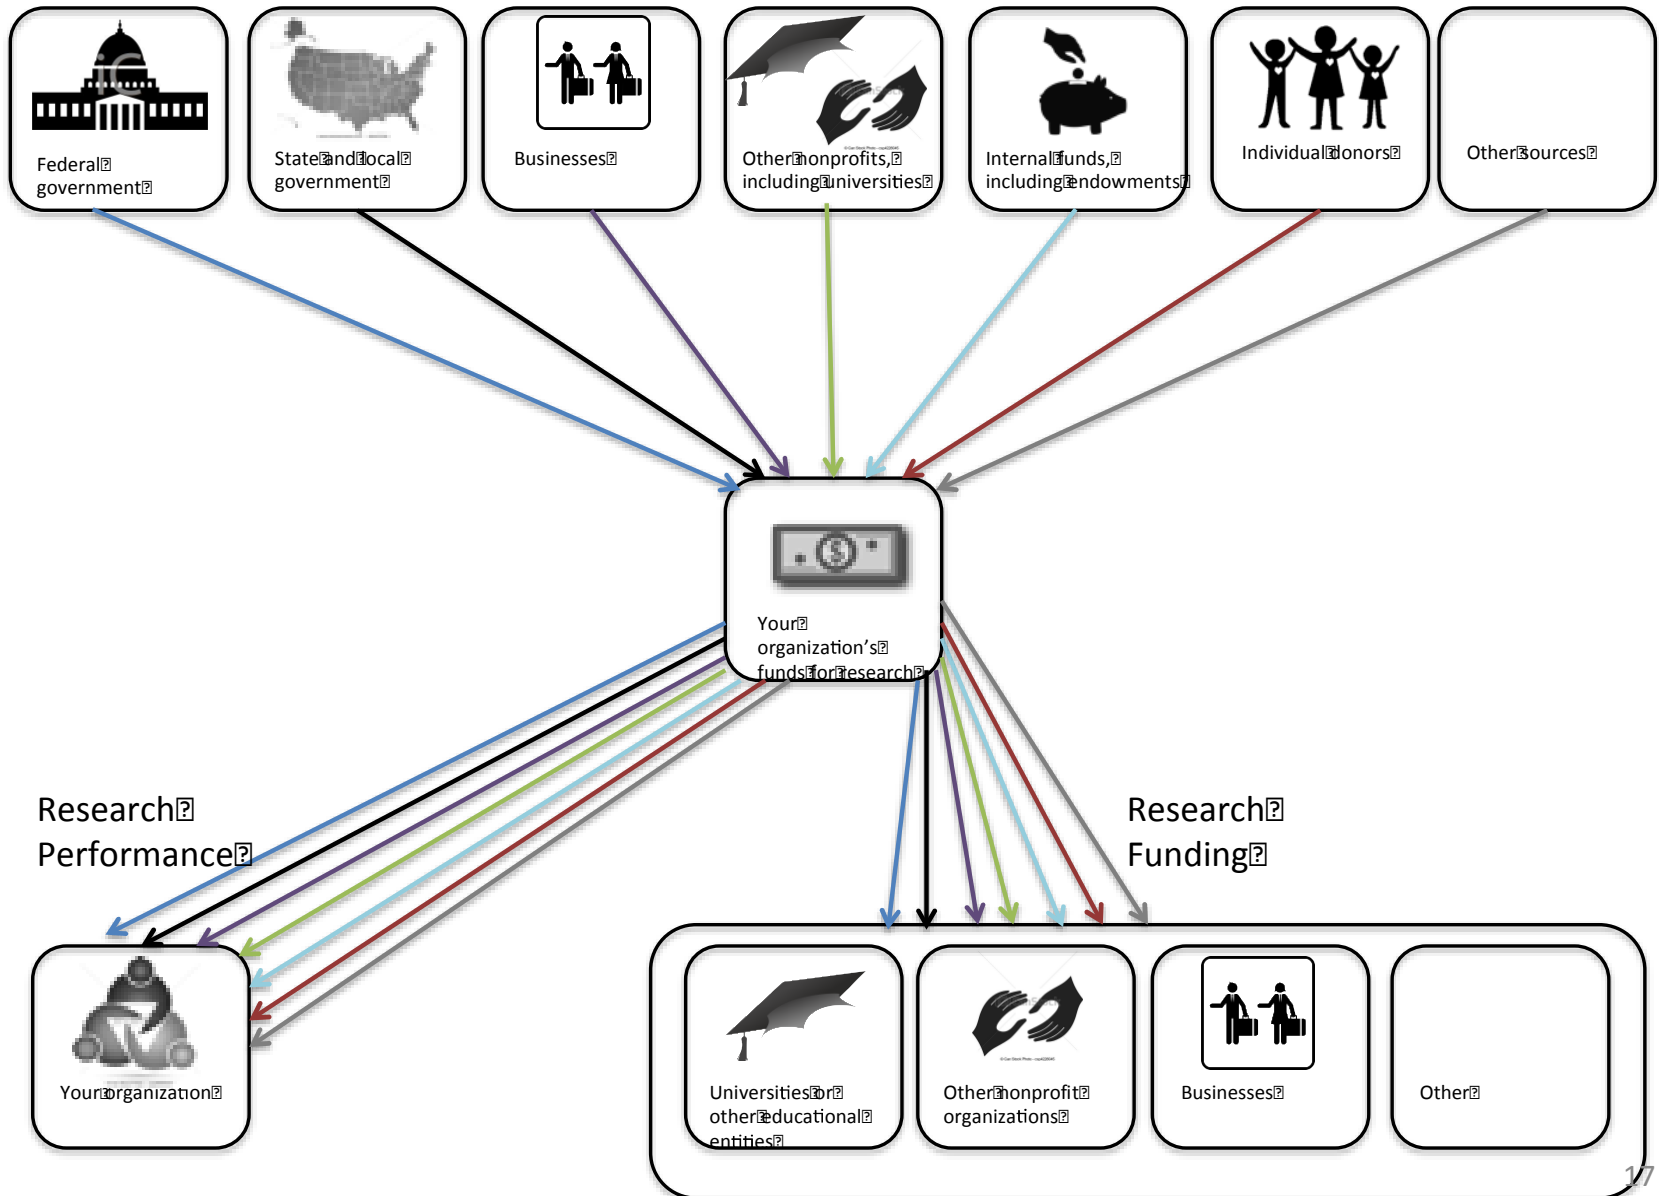 Federal
government
State and local
government
Businesses
Other nonprofits,
including universities
Internal funds,
including endowments
Individual donors
Other sources
Your
organization's
funds for research
Research
Performance
Research
Funding
Your organization
Universities or
other educational
entities
Other nonprofit
organizations
Businesses
Other
17